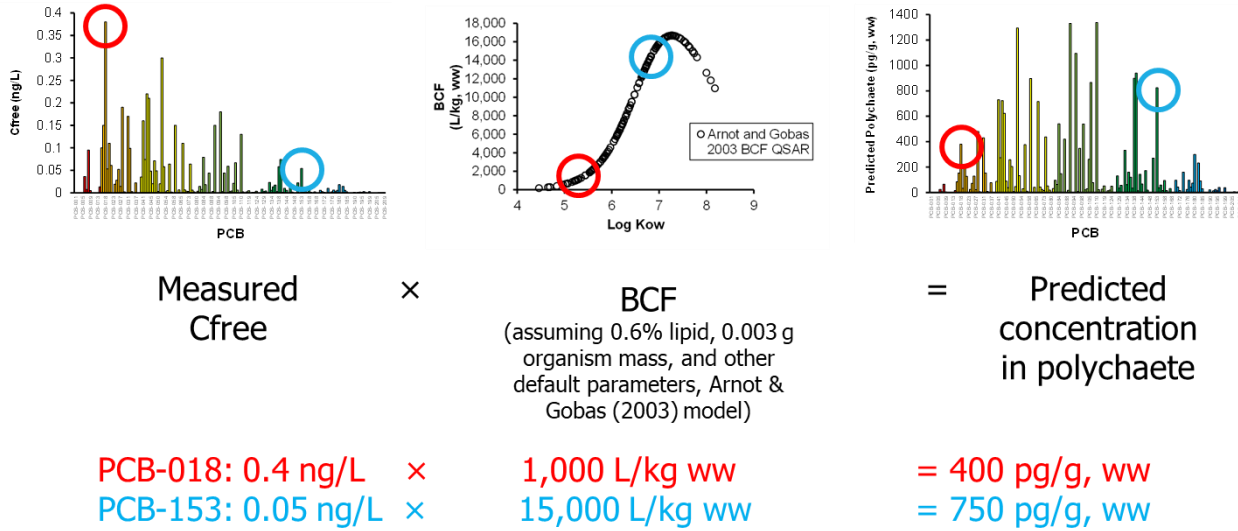 0.4
0.35
0.3
0.25
0.2
0.15
0.1
0.05
0
Cfree (ng/L)
PCB
18,000
16,000
14,000
12,000
10,000
8,000
6,000
4,000
2,000
0
BCF
(L/kg, ww)
Arnot and Gobas
2003 BCF QSAR
4 5 6 7 8 9
Log Kow
1400
1200
1000
800
600
400
200
0
Predicted Polychaete (pg/g, ww)
PCB
Measured
Cfree
×
BCF
(assuming 0.6% lipid, 0.003 g
organism mass, and other
default parameters, Arnot &
Gobas (2003) model)
=
Predicted
concentration
in polychaete
PCB-018: 0.4 ng/L × 1,000 L/kg ww = 400 pg/g, ww
PCB-153: 0.05 ng/L × 15,000 L/kg ww = 750 pg/g, ww